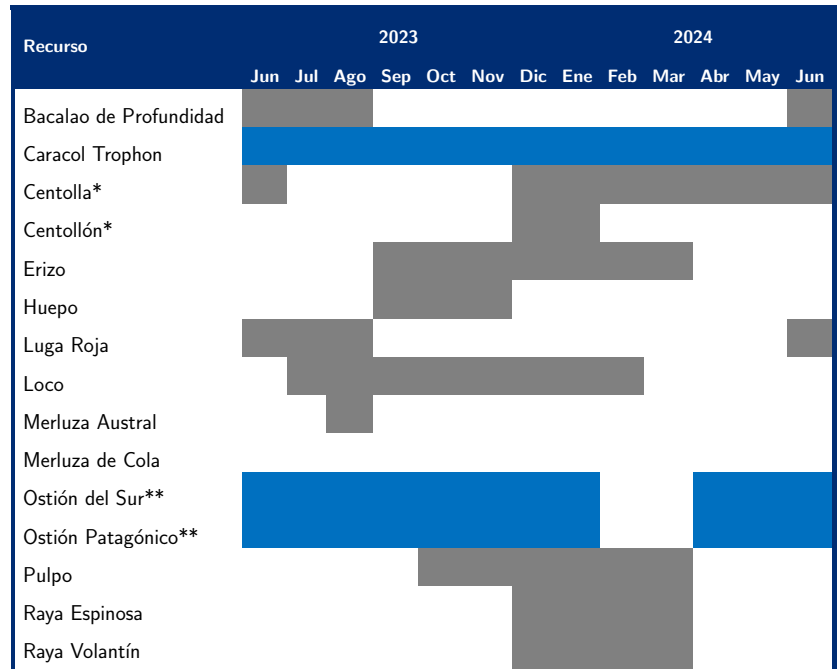 Recurso 2023 2024
Jun Jul Ago Sep Oct Nov Dic Ene Feb Mar Abr May Jun
Bacalao de Profundidad
Caracol Trophon
Centolla*
Centollón*
Erizo
Huepo
Luga Roja
Loco
Merluza Austral
Merluza de Cola
Ostión del Sur**
Ostión Patagónico**
Pulpo
Raya Espinosa
Raya Volantín